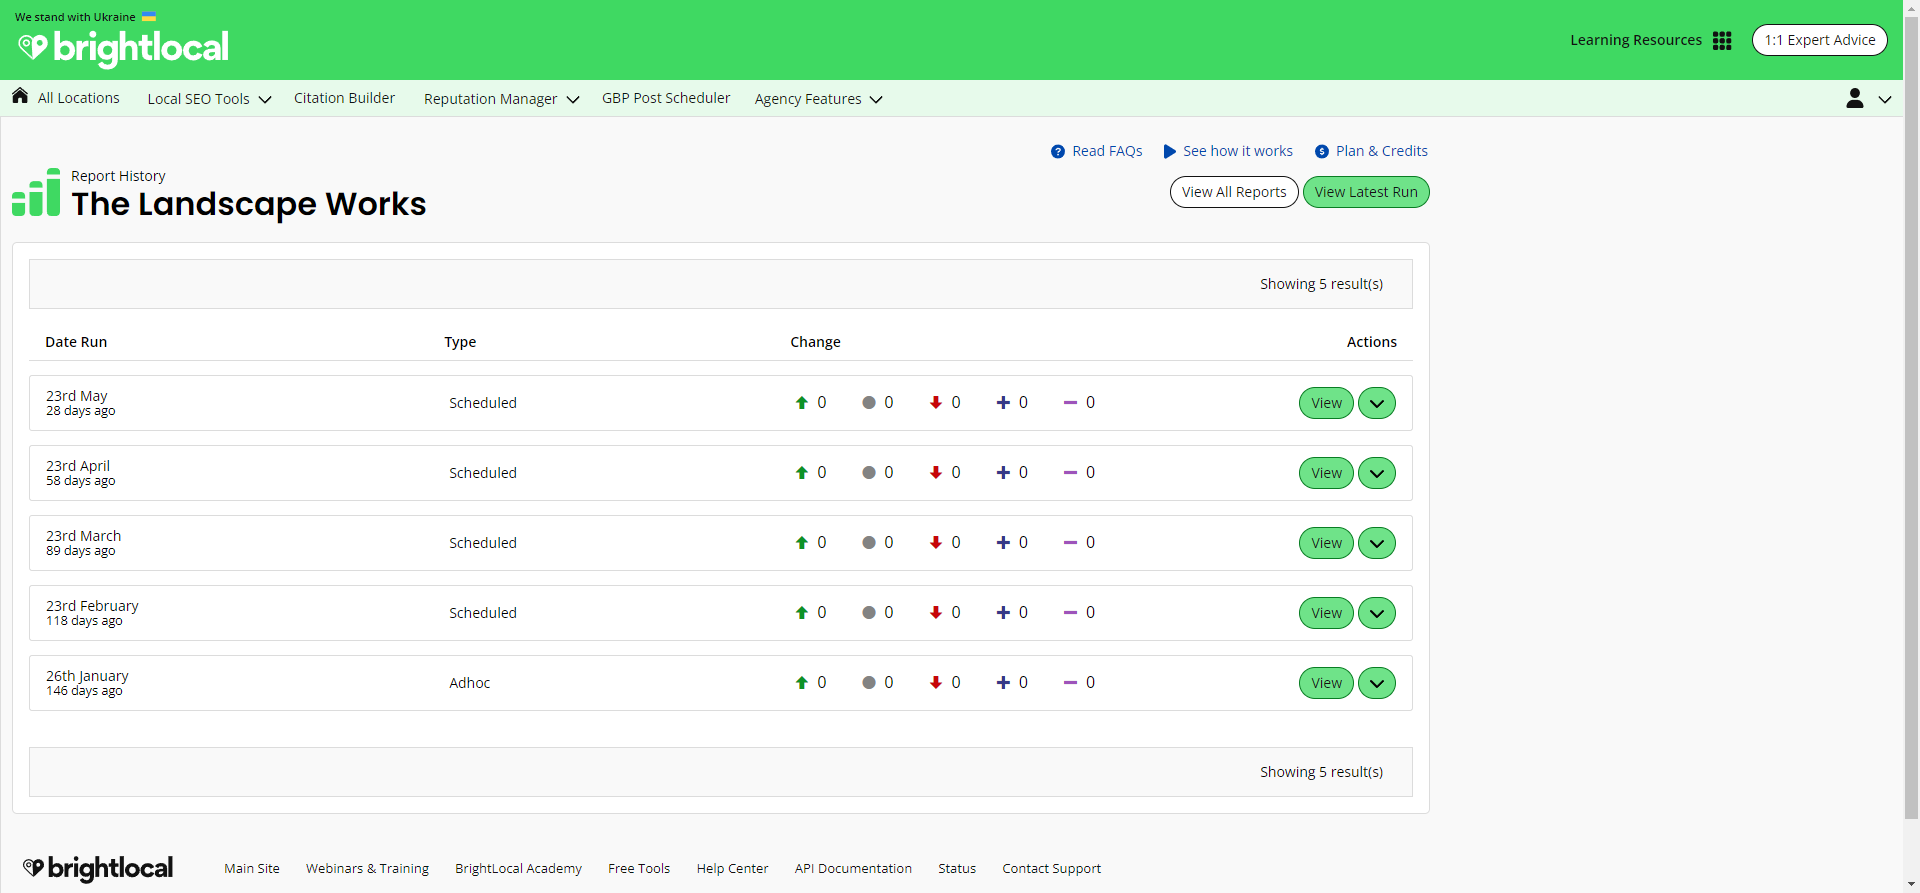 We stand with Ukraine
brightlocal
Learning Resources
1:1 Expert Advice
All Locations
Local SEO Tools
Citation Builder
Reputation Manager
GBP Post Scheduler
Agency Features
Read FAQs
See how it works
Plan & Credits
Report History
The Landscape Works
View All Reports
View Latest Run
Showing 5 result(s)
Date Run Type Change Actions
23rd May
28 days ago
Scheduled 0 0 0 0 0 View
23rd April
58 days ago
Scheduled 0 0 0 0 0 View
23rd March
89 days ago
Scheduled 0 0 0 0 0 View
23rd February
118 days ago
Scheduled 0 0 0 0 0 View
26th January
146 days ago
Adhoc 0 0 0 0 0 View
Showing 5 result(s)
brightlocal
Main Site
Webinars & Training
BrightLocal Academy
Free Tools
Help Center
API Documentation
Status
Contact Support